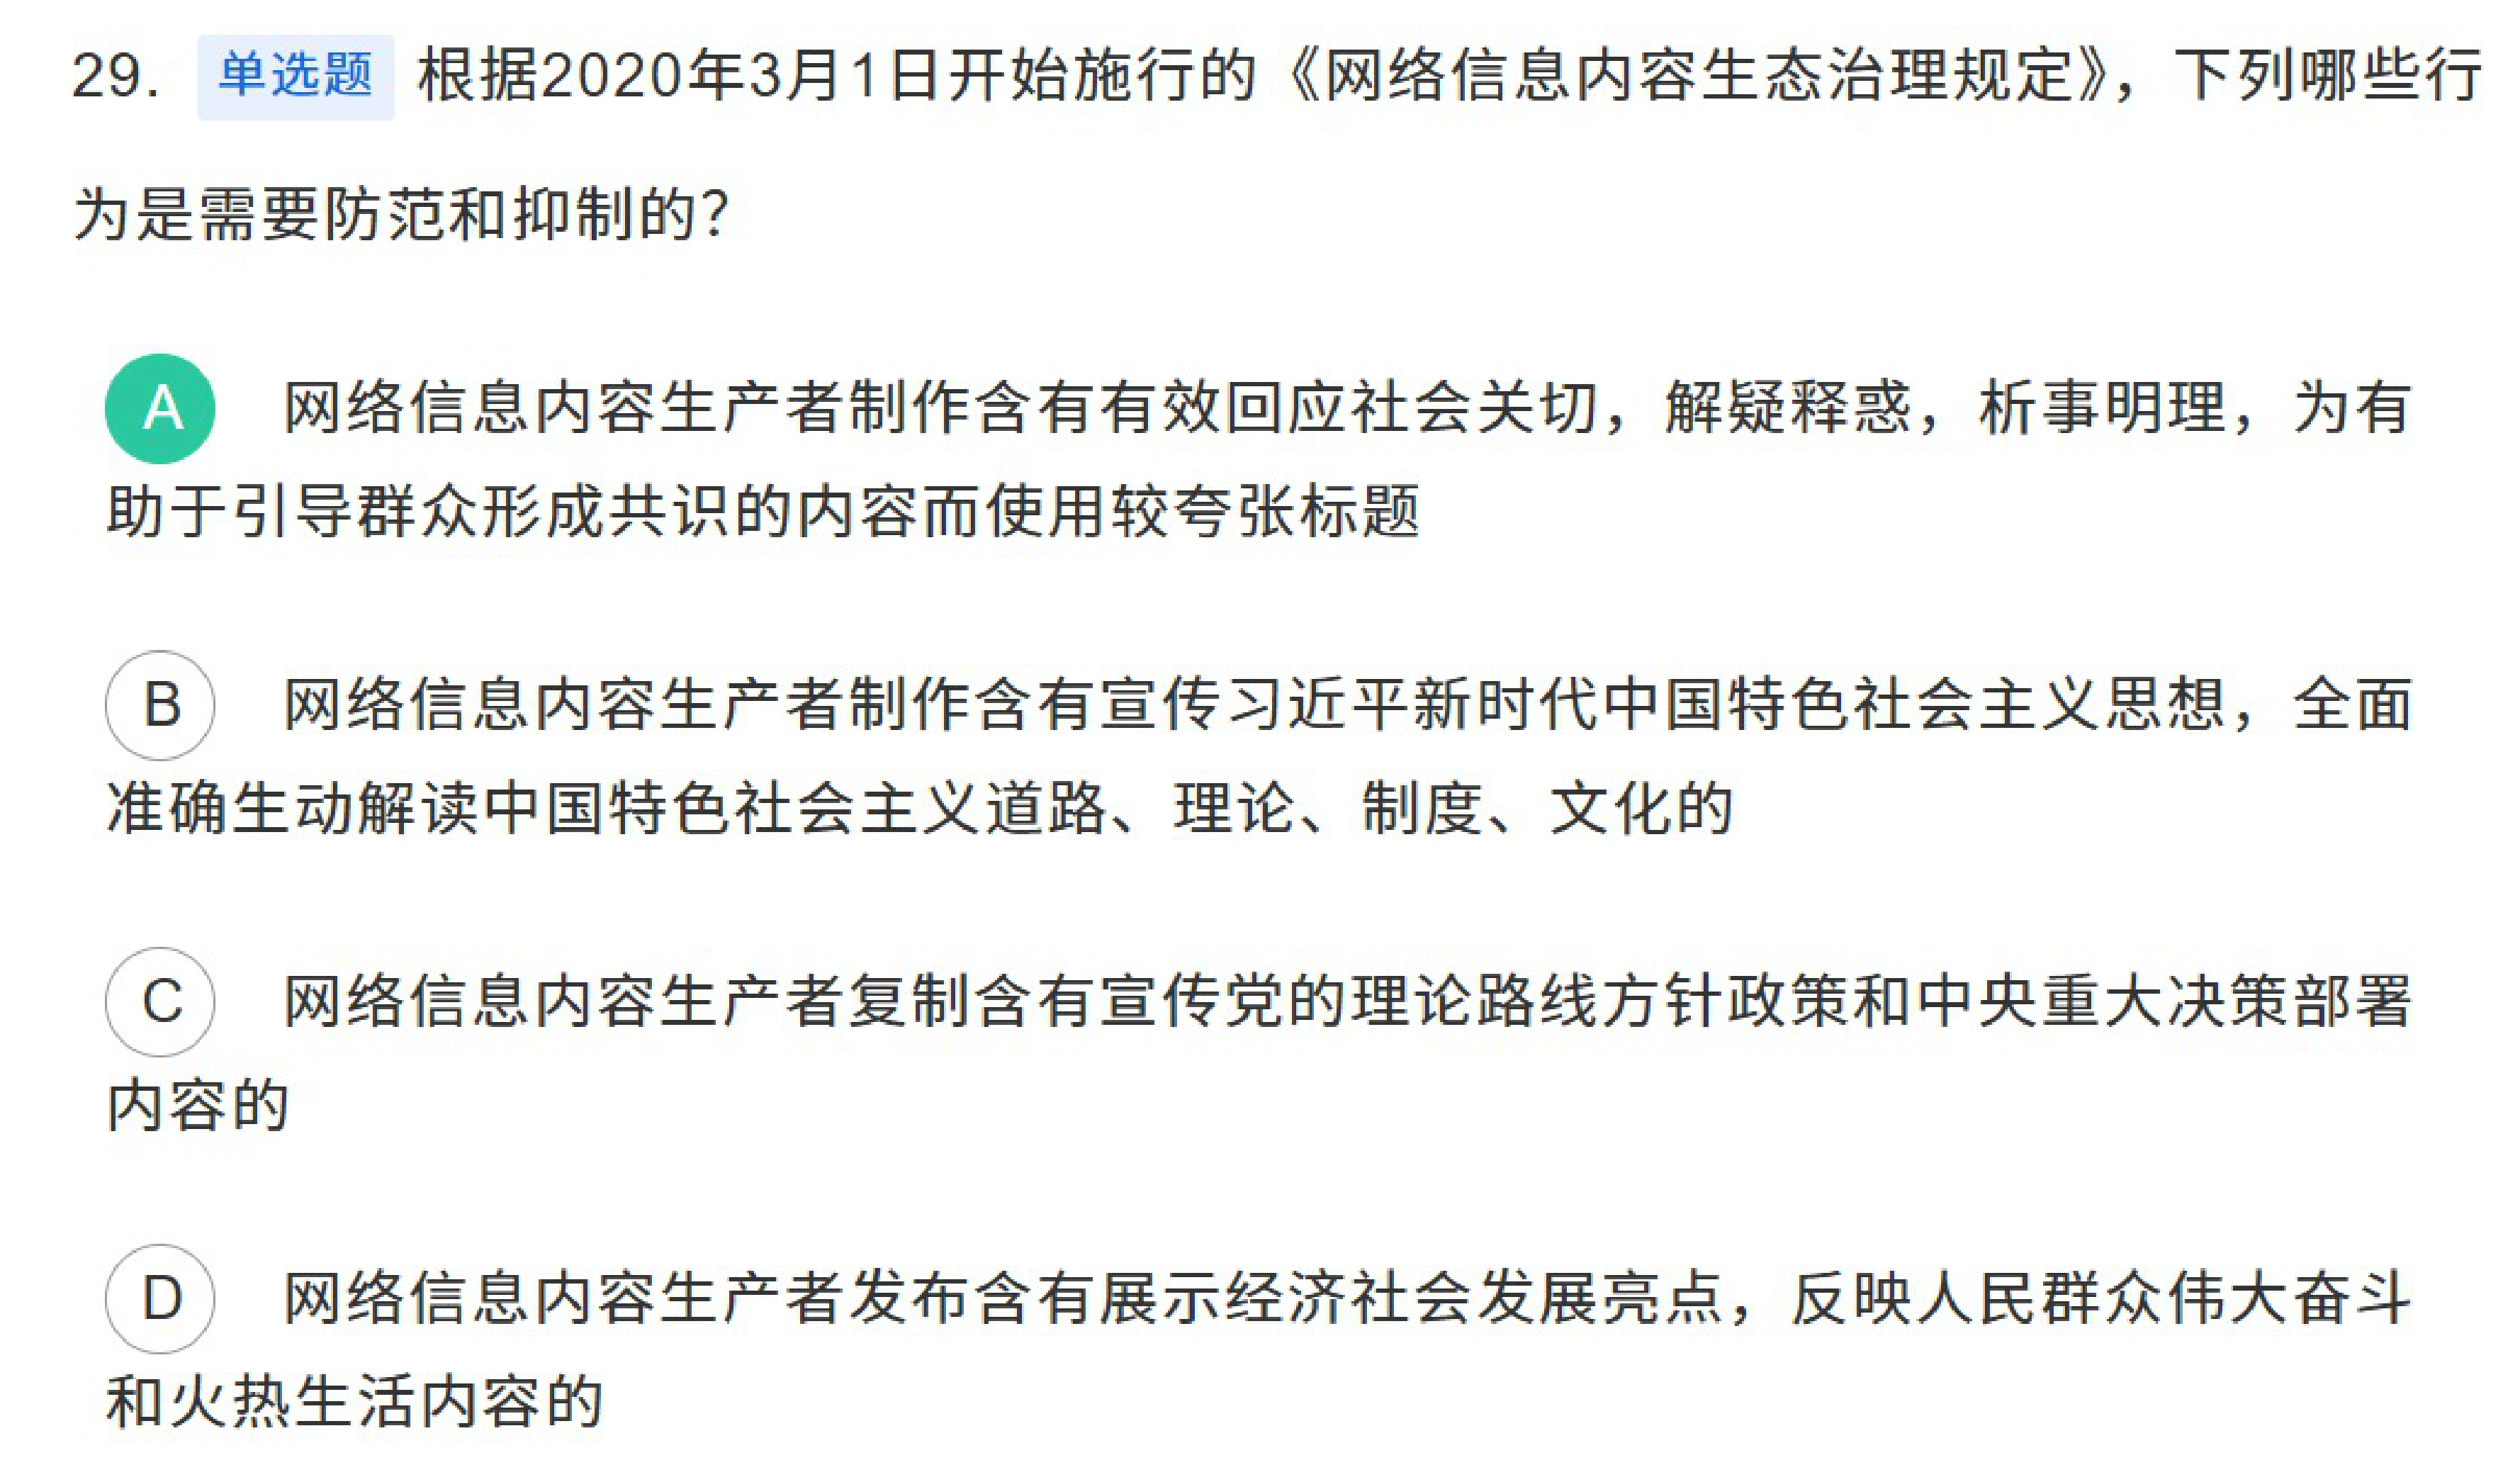 29. 单选题 根据2020年3月1日开始施行的《网络信息内容生态治理规定》，下列哪些行
为是需要防范和抑制的？
A 网络信息内容生产者制作含有有效回应社会关切，解疑释惑，析事明理，为有
助于引导群众形成共识的内容而使用较夸张标题
B 网络信息内容生产者制作含有宣传习近平新时代中国特色社会主义思想，全面
准确生动解读中国特色社会主义道路、理论、制度、文化的
C 网络信息内容生产者复制含有宣传党的理论路线方针政策和中央重大决策部署
内容的
D 网络信息内容生产者发布含有展示经济社会发展亮点，反映人民群众伟大奋斗
和火热生活内容的